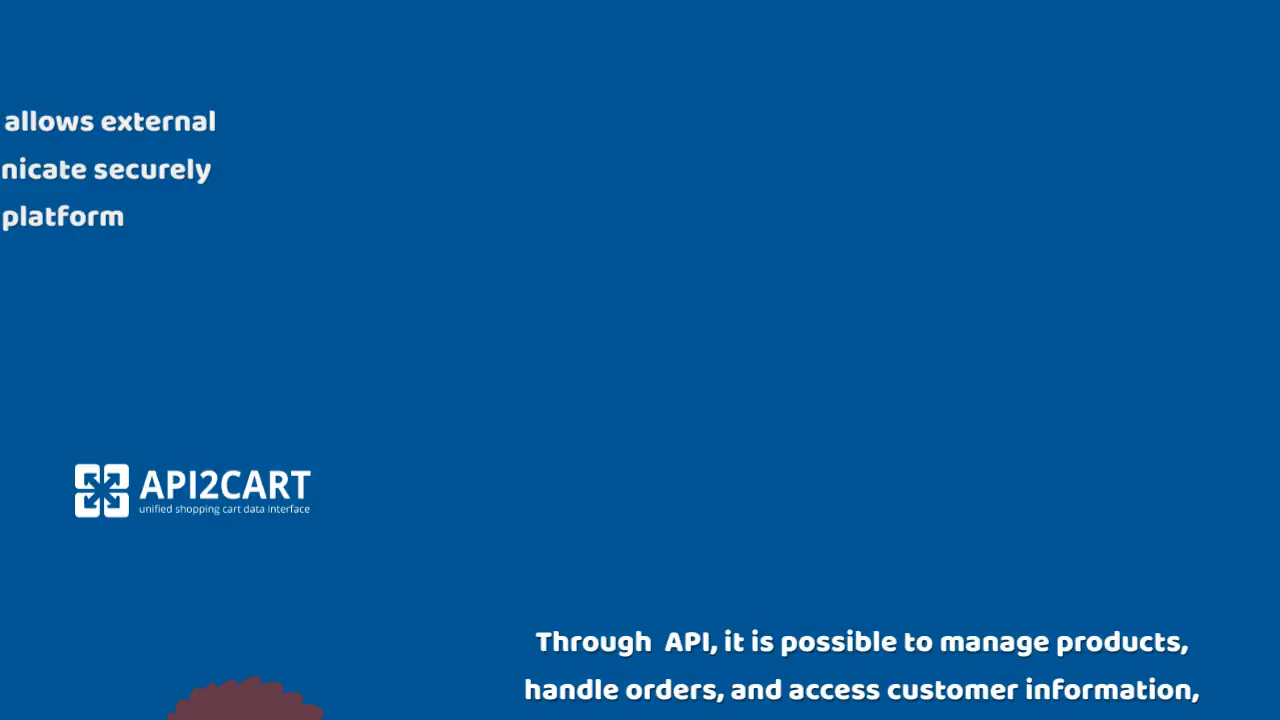 allows external
nicate securely
platform
API2CART
unified shopping cart data interface
Through API, it is possible to manage products,
handle orders, and access customer information,